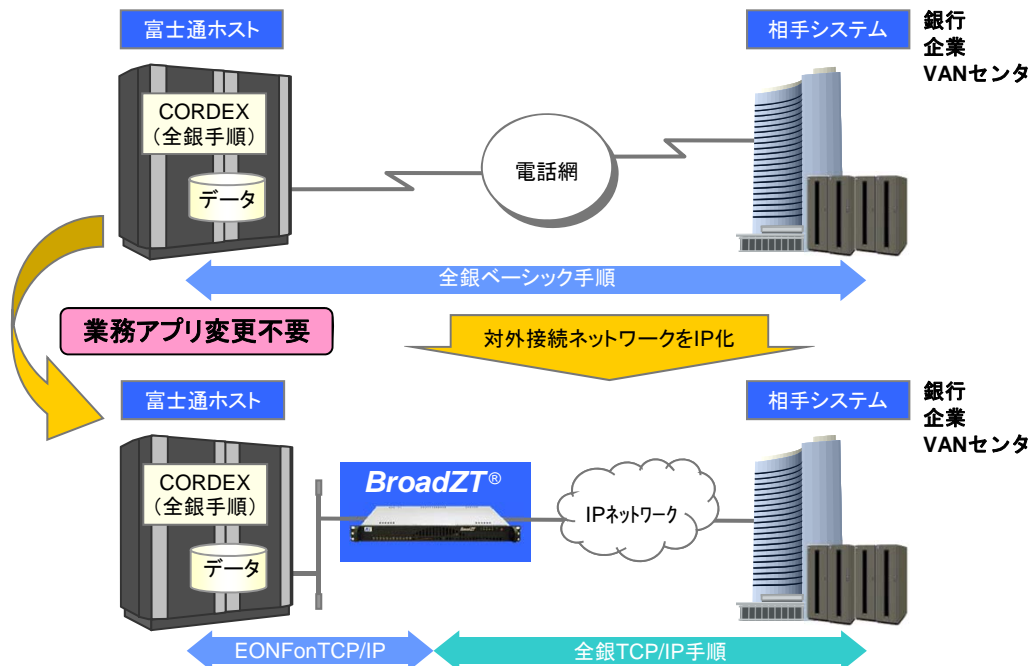 富士通ホスト
相手システム
銀行
企業
VANセンタ
CORDEX
(全銀手順)
データ
電話網
全銀ベーシック手順
業務アプリ変更不要
対外接続ネットワークをIP化
富士通ホスト
相手システム
銀行
企業
VANセンタ
CORDEX
(全銀手順)
データ
BroadZT®
BroadZT
IPネットワーク
EONFonTCP/IP
全銀TCP/IP手順